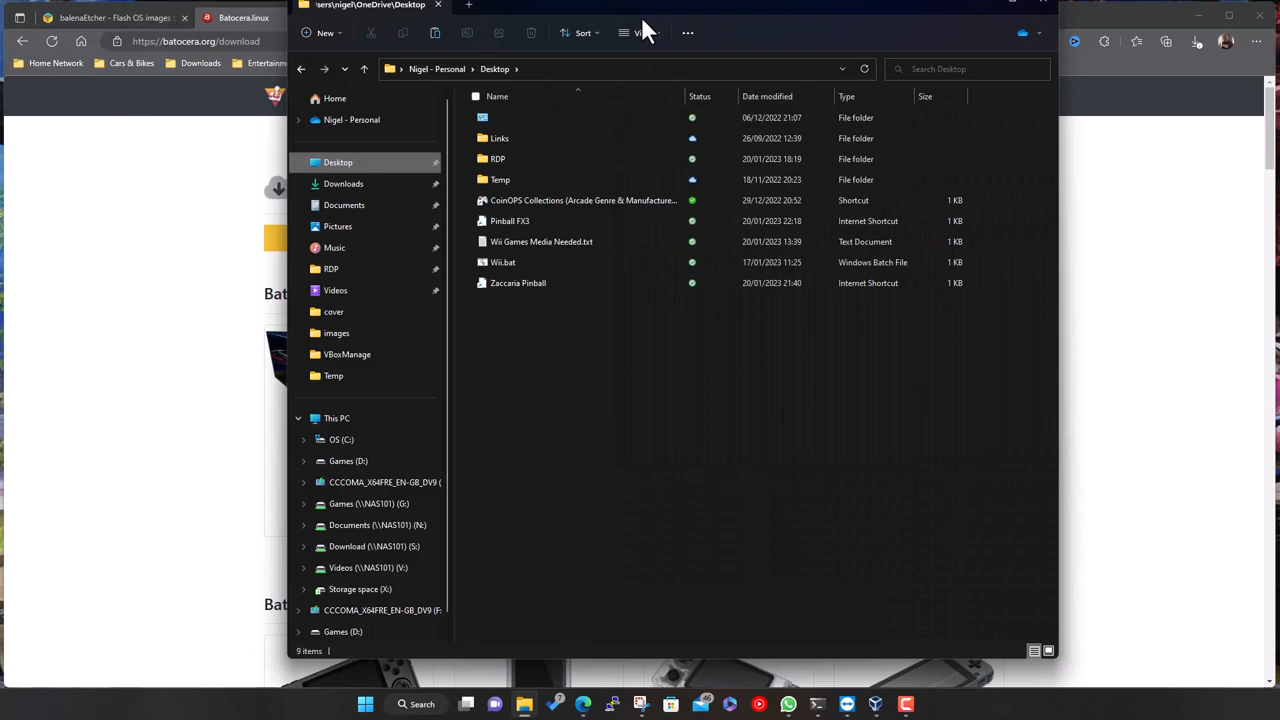 balenaEtcher - Flash OS images t
Batocera.linux
https://batocera.org/download
Home Network
Cars & Bikes
Downloads
Entertainm
Bat
Bat
sers\nigel\OneDrive\Desktop
New
Sort
Vi
Nigel - Personal
Desktop
Search Desktop
Home
Nigel - Personal
Desktop
Downloads
Documents
Pictures
Music
RDP
Videos
cover
images
VBoxManage
Temp
This PC
OS (C:)
Games (D:)
CCCOMA_X64FRE_EN-GB_DV9 (
Games (\\NAS101) (G:)
Documents (\\NAS101) (N:)
Download (\\NAS101) (S:)
Videos (\\NAS101) (V:)
Storage space (X:)
CCCOMA_X64FRE_EN-GB_DV9 (F:
Games (D:)
Name Status Date modified Type Size
06/12/2022 21:07 File folder
Links 26/09/2022 12:39 File folder
RDP 20/01/2023 18:19 File folder
Temp 18/11/2022 20:23 File folder
CoinOPS Collections (Arcade Genre & Manufacture... 29/12/2022 20:52 Shortcut 1 KB
Pinball FX3 20/01/2023 22:18 Internet Shortcut 1 KB
Wii Games Media Needed.txt 20/01/2023 13:39 Text Document 1 KB
Wii.bat 17/01/2023 11:25 Windows Batch File 1 KB
Zaccaria Pinball 20/01/2023 21:40 Internet Shortcut 1 KB
9 items
Search
7
46